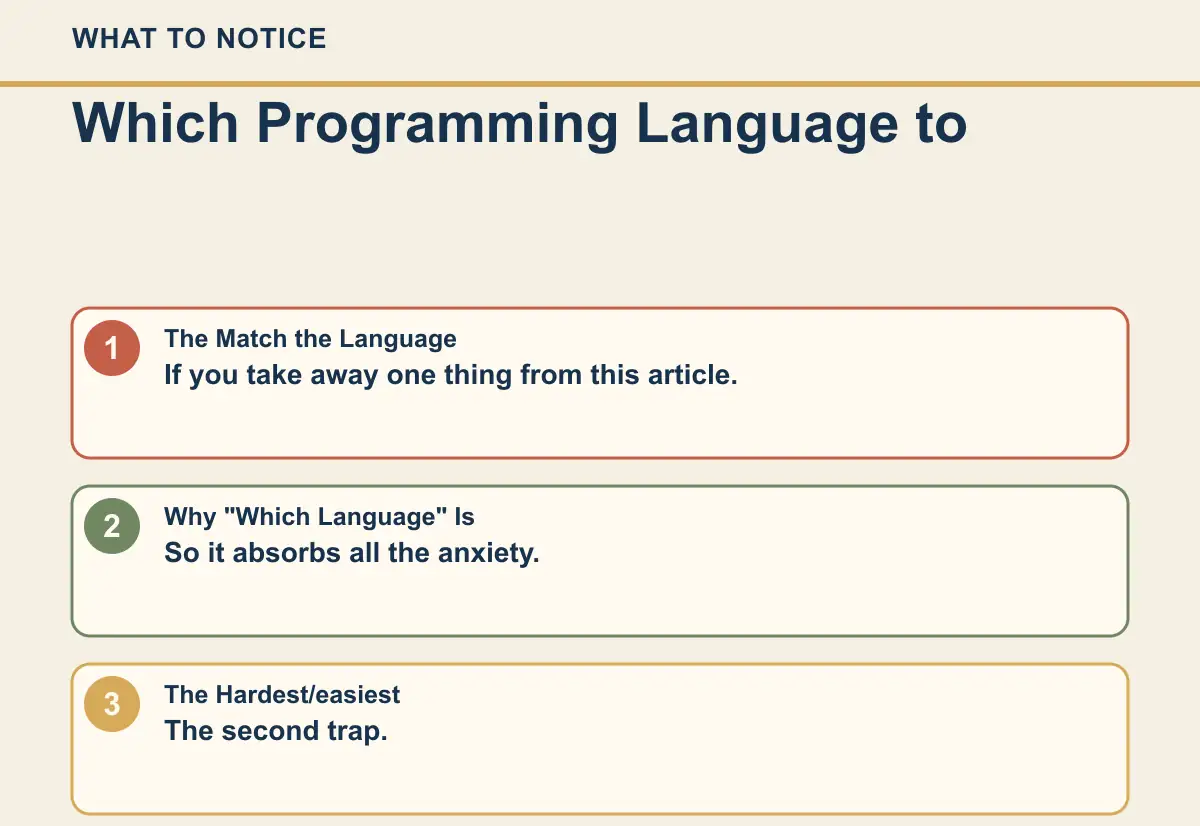 WHAT TO NOTICE
Which Programming Language to
1
The Match the Language
If you take away one thing from this article.
2
Why "Which Language" Is
So it absorbs all the anxiety.
3
The Hardest/easiest
The second trap.